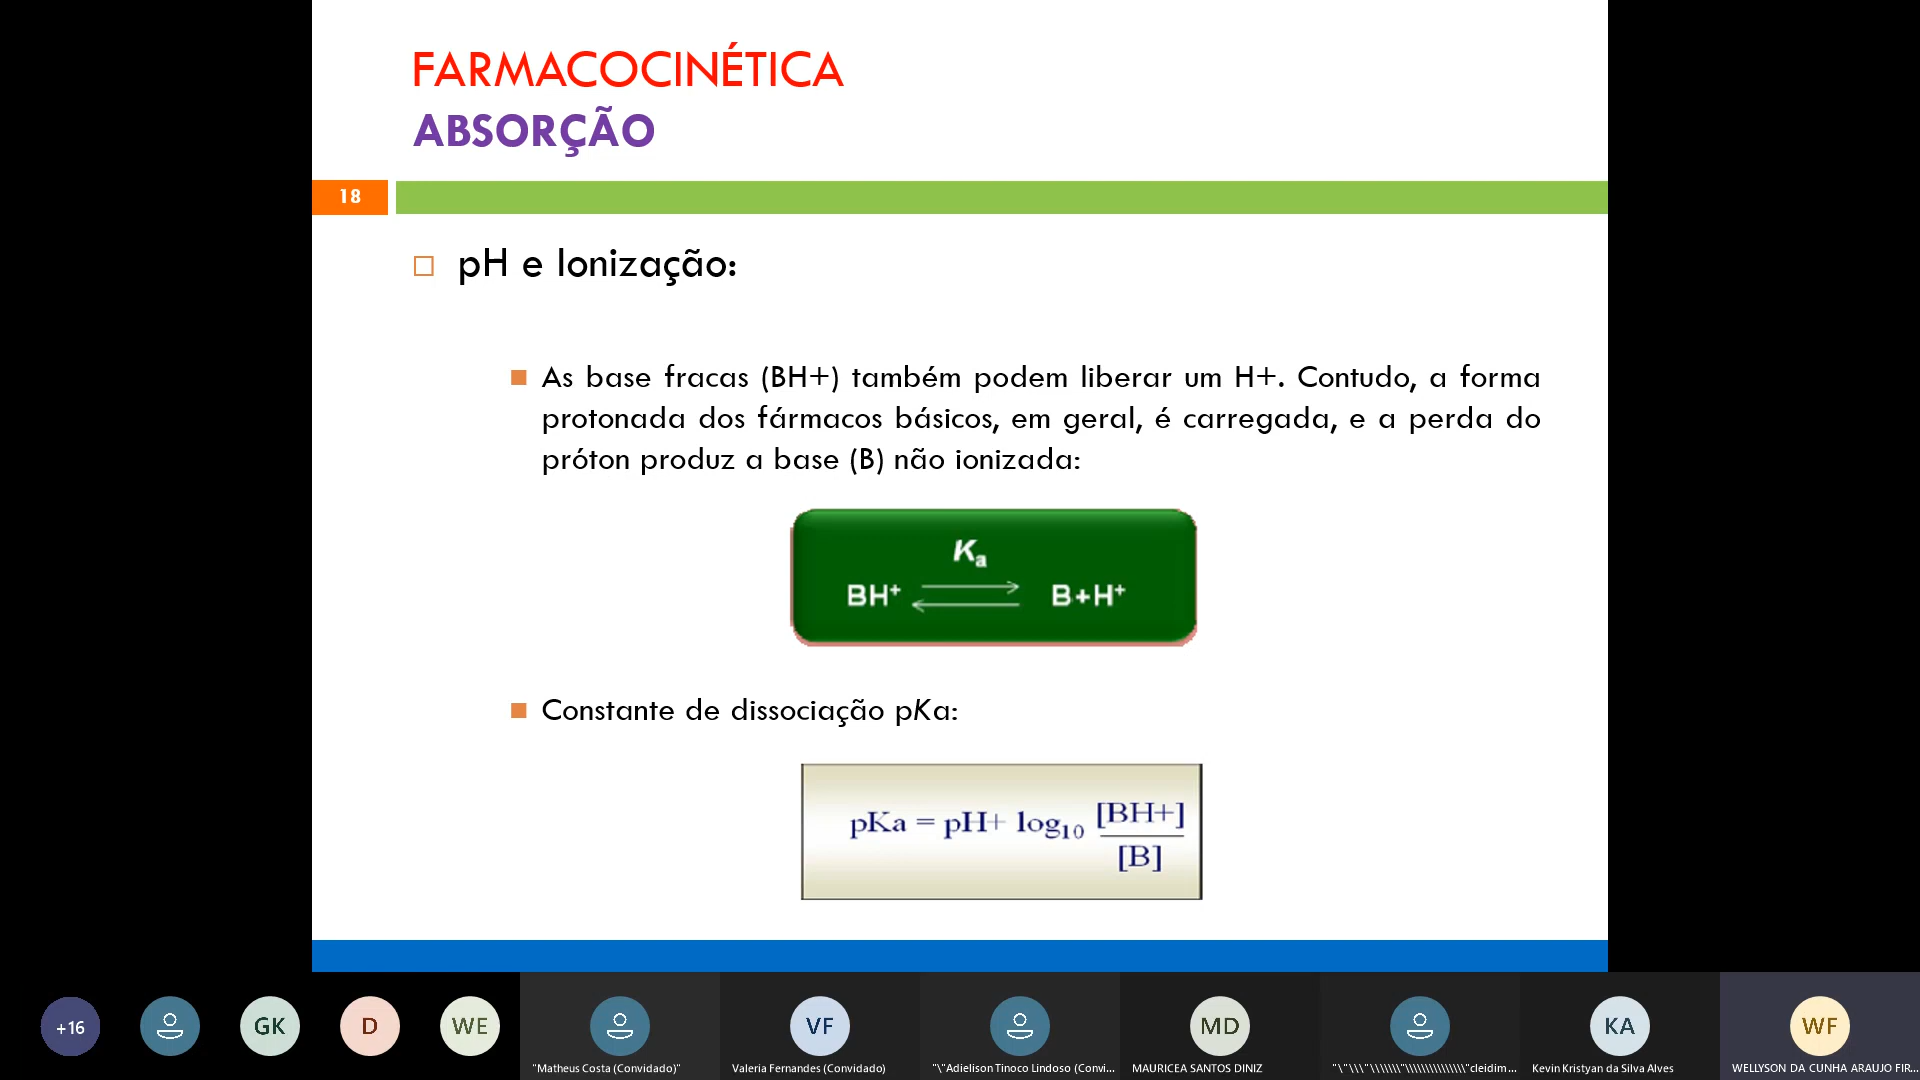 FARMACOCINÉTICA
ABSORÇÃO
18
pH e Ionização:
As base fracas (BH+) também podem liberar um H+. Contudo, a forma
protonada dos fármacos básicos, em geral, é carregada, e a perda do
próton produz a base (B) não ionizada:
Ka
BH+ B+H+
Constante de dissociação pKa:
pKa = pH+ log10 [BH+]
[B]
+16
GK
D
WE
VF
MD
KA
WF
"Matheus Costa (Convidado)"
Valeria Fernandes (Convidado)
"\"Adielison Tinoco Lindoso (Convi...
MAURICEA SANTOS DINIZ
Kevin Kristyan da Silva Alves
WELLYSON DA CUNHA ARAUJO FIR...